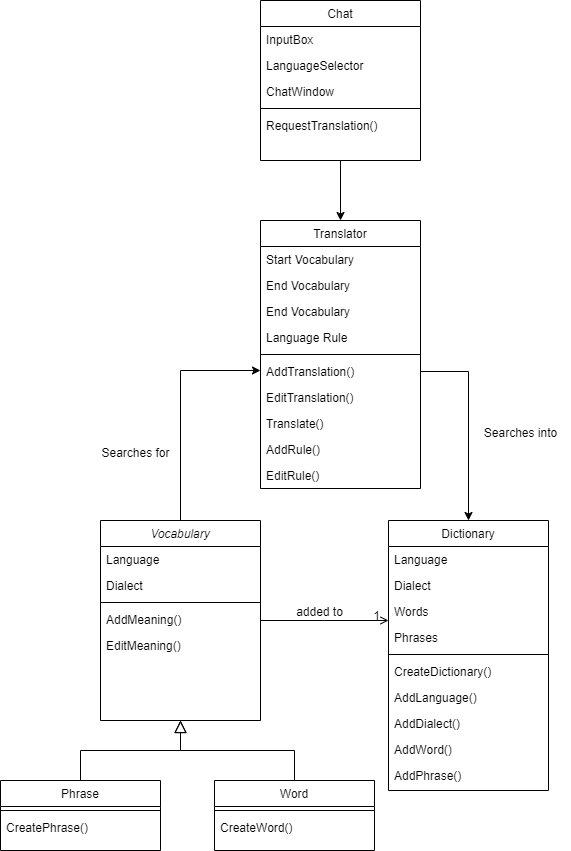 Chat
InputBox
LanguageSelector
ChatWindow
RequestTranslation()
Translator
Start Vocabulary
End Vocabulary
End Vocabulary
Language Rule
AddTranslation()
EditTranslation()
Translate()
AddRule()
EditRule()
Searches for
Searches into
Vocabulary
Language
Dialect
AddMeaning()
EditMeaning()
added to
1
Dictionary
Language
Dialect
Words
Phrases
CreateDictionary()
AddLanguage()
AddDialect()
AddWord()
AddPhrase()
Phrase
CreatePhrase()
Word
CreateWord()